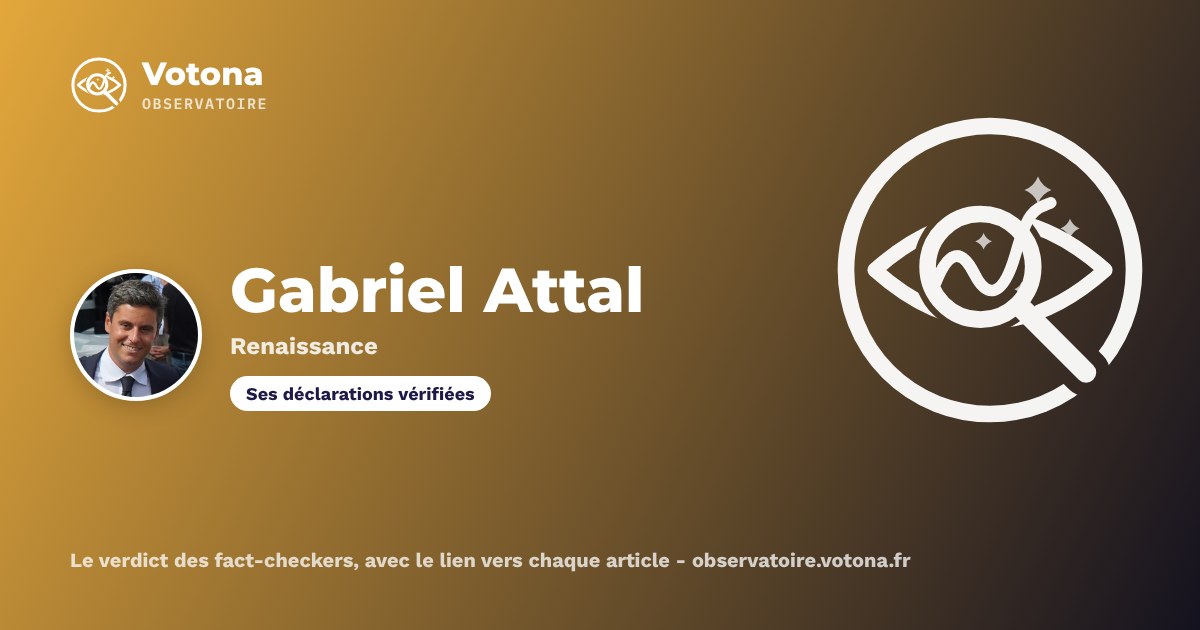 Votona
OBSERVATOIRE
Gabriel Attal
Renaissance
Ses déclarations vérifiées
Le verdict des fact-checkers, avec le lien vers chaque article - observatoire.votona.fr